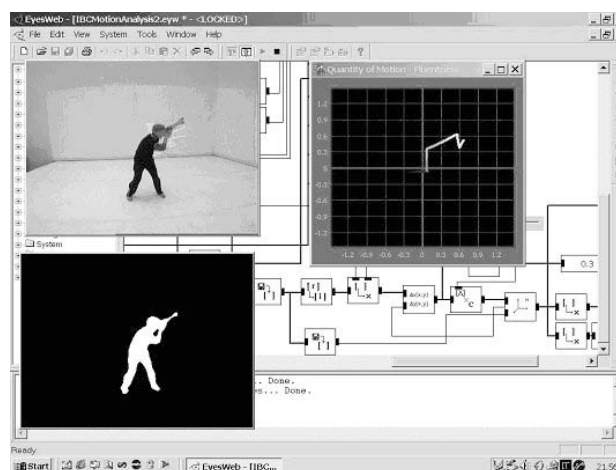 EyesWeb - [IBCMotionAnalysis2.eyw * - <LOCKED>]
File Edit View System Tools Window Help
Quantity of Motion - Fluentness
1.2
0.9
0.6
0.3
0
-0.3
-0.6
-0.9
-1.2
-1.2 -0.9 -0.6 -0.3 0 0.3 0.6 0.9 1.2
System
0.3
... Done.
es... Done.
Ready
Start
EyesWeb - [IBC...